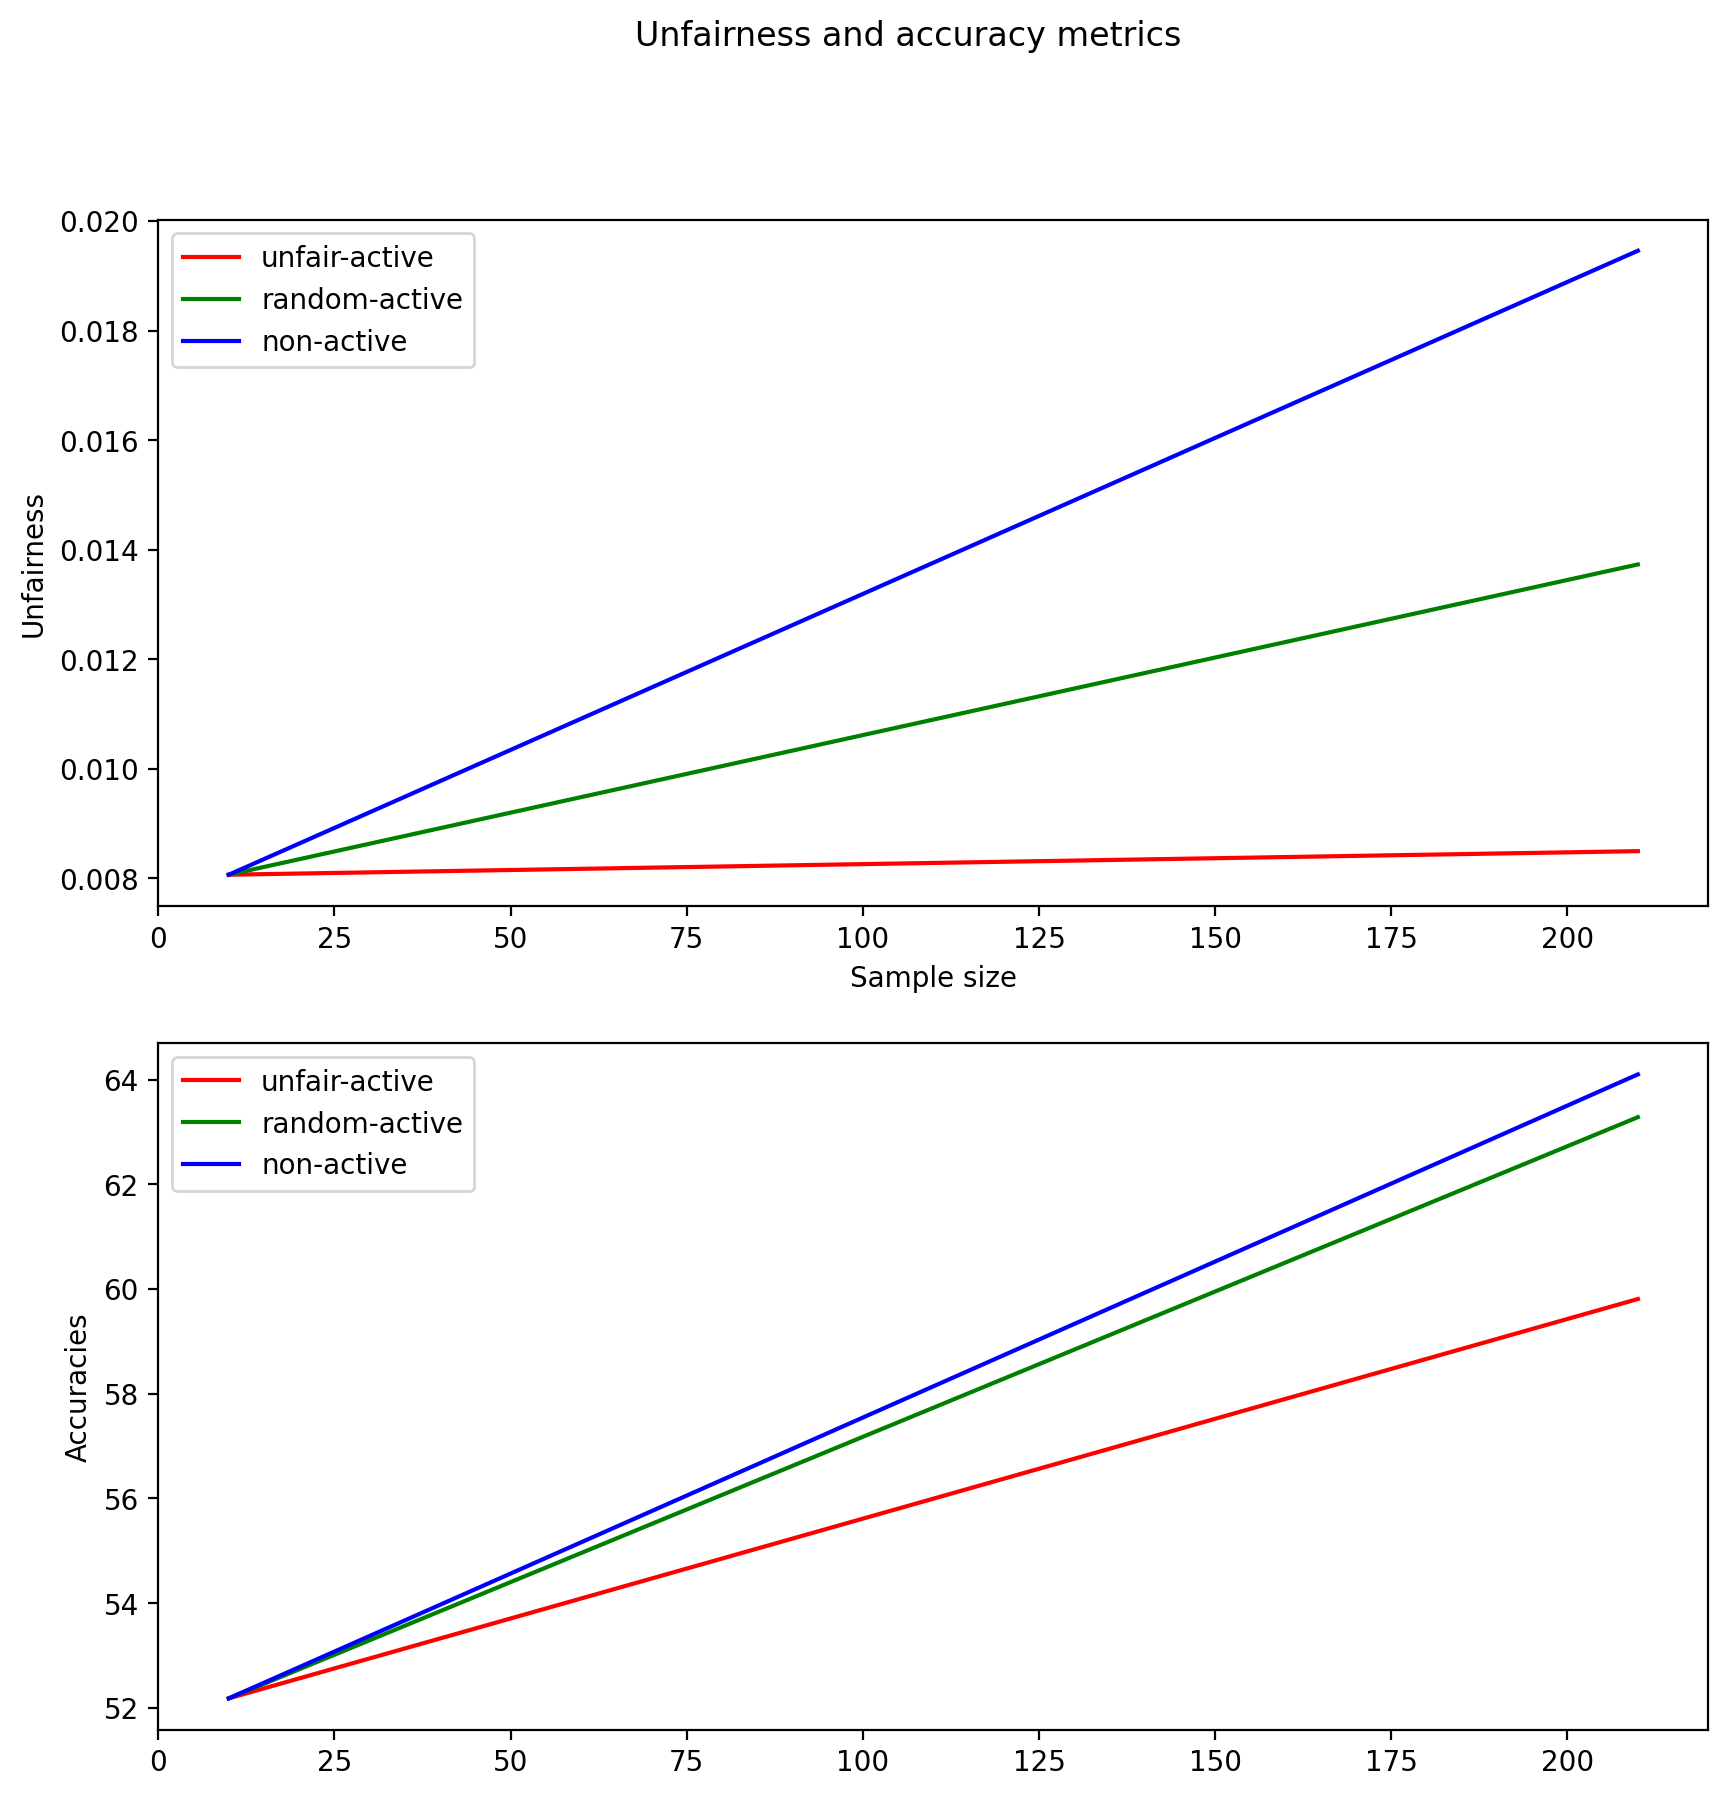 Unfairness and accuracy metrics
0.020
0.018
0.016
0.014
0.012
0.010
0.008
Unfairness
unfair-active
random-active
non-active
0 25 50 75 100 125 150 175 200
Sample size
64
62
60
58
56
54
52
Accuracies
unfair-active
random-active
non-active
0 25 50 75 100 125 150 175 200